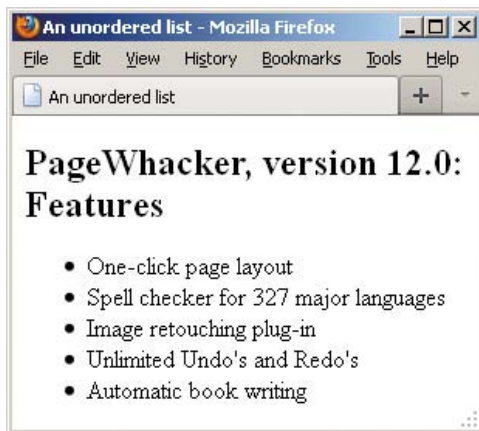 An unordered list - Mozilla Firefox
File Edit View History Bookmarks Tools Help
An unordered list
PageWhacker, version 12.0:
Features
One-click page layout
Spell checker for 327 major languages
Image retouching plug-in
Unlimited Undo's and Redo's
Automatic book writing